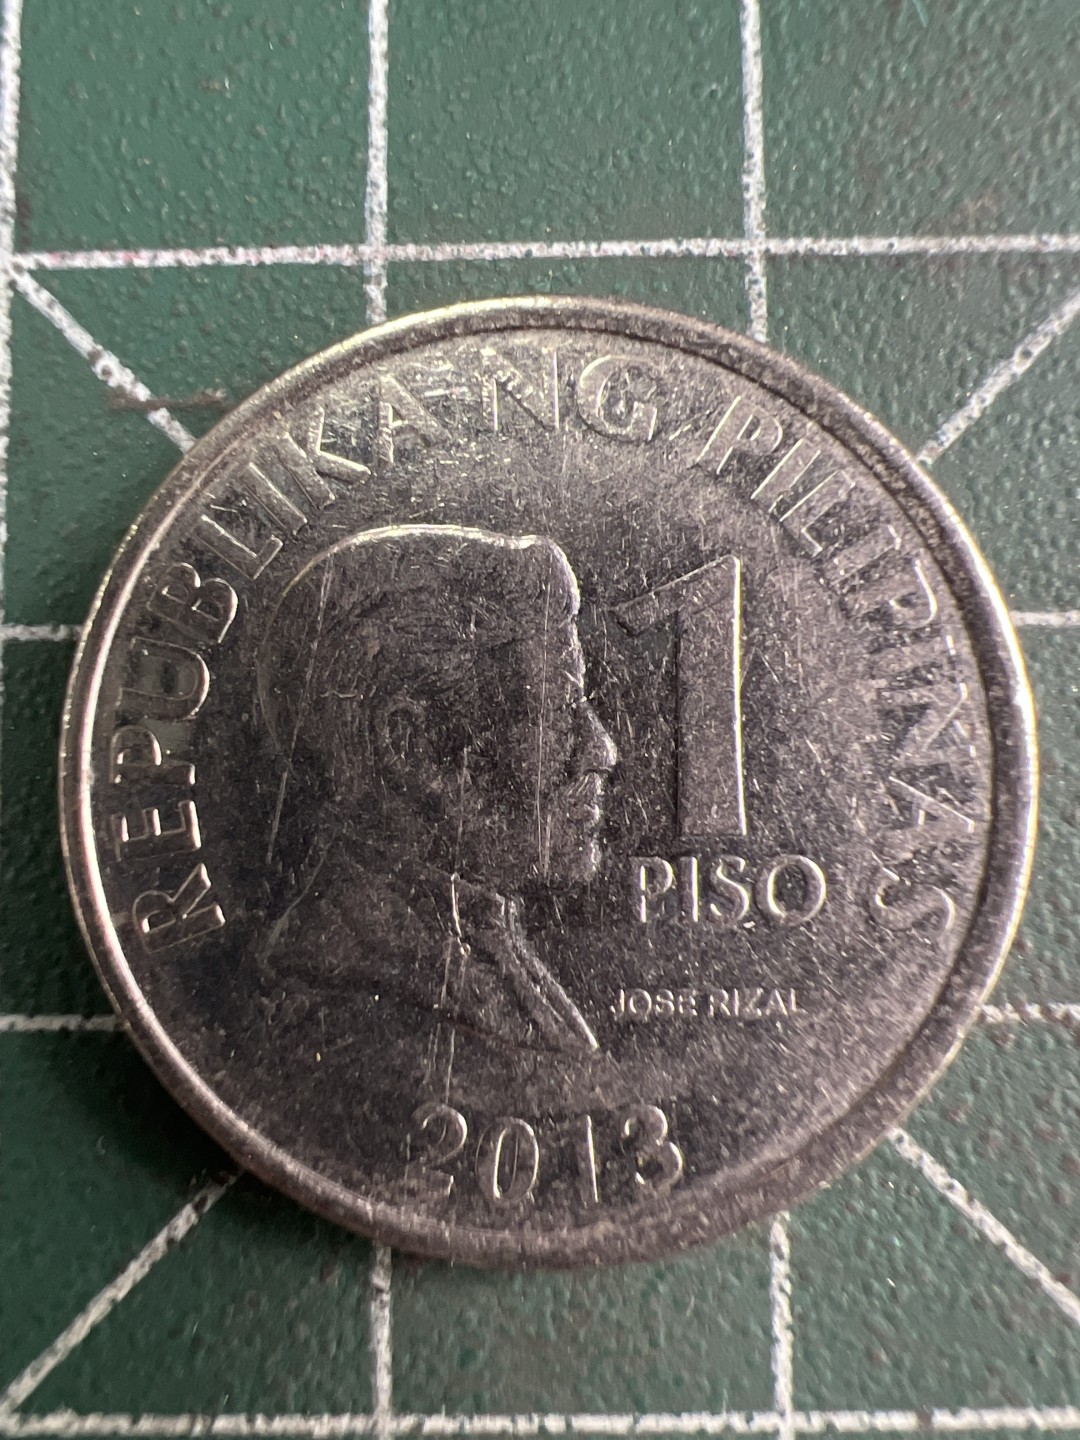 REPUBLIKA NG PILIPINAS
1
PISO
JOSE RIZAL
2013